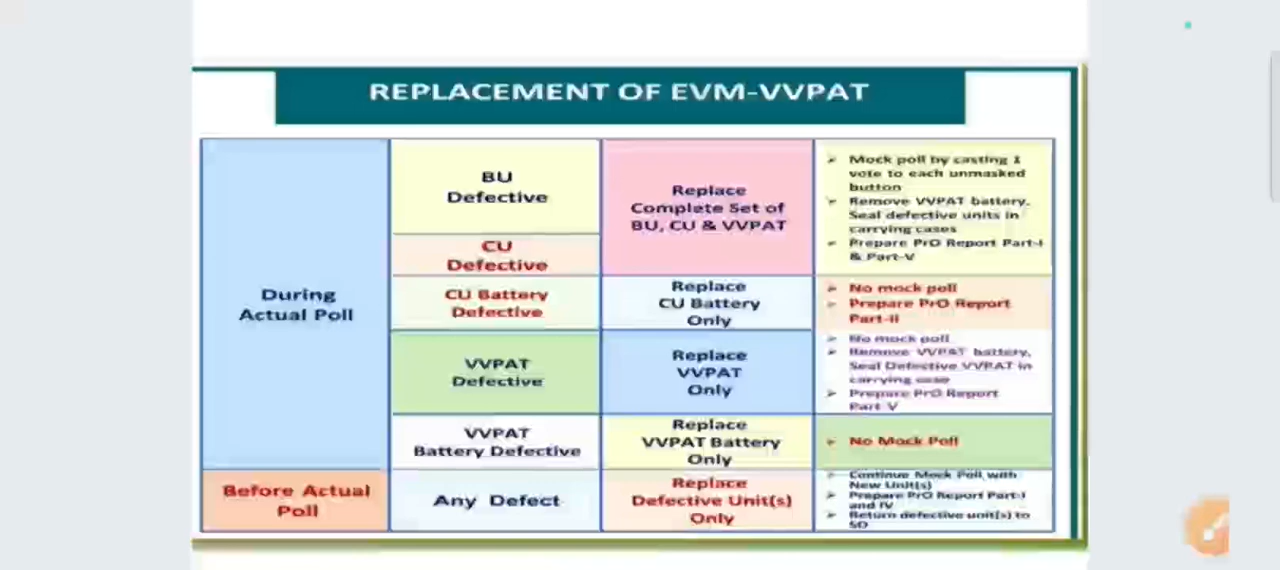 REPLACEMENT OF EVM-VVPAT
During
Actual Poll
BU
Defective
Replace
Complete Set of
BU, CU & VVPAT
➢ Mock poll by casting 1
vote to each unmasked
button
➢ Remove VVPAT battery.
Seal defective units in
carrying cases
➢ Prepare PrO Report Part-I
& Part-V
CU
Defective
CU Battery
Defective
Replace
CU Battery
Only
➢ No mock poll
➢ Prepare PrO Report
Part-II
VVPAT
Defective
Replace
VVPAT
Only
➢ No mock poll
➢ Remove VVPAT battery,
Seal Defective VVPAT in
carrying case
➢ Prepare PrO Report
Part-V
VVPAT
Battery Defective
Replace
VVPAT Battery
Only
➢ No Mock Poll
Before Actual
Poll
Any Defect
Replace
Defective Unit(s)
Only
➢ Continue Mock Poll with
New Unit(s)
➢ Prepare PrO Report Part-I
and IV
➢ Return defective unit(s) to
SO